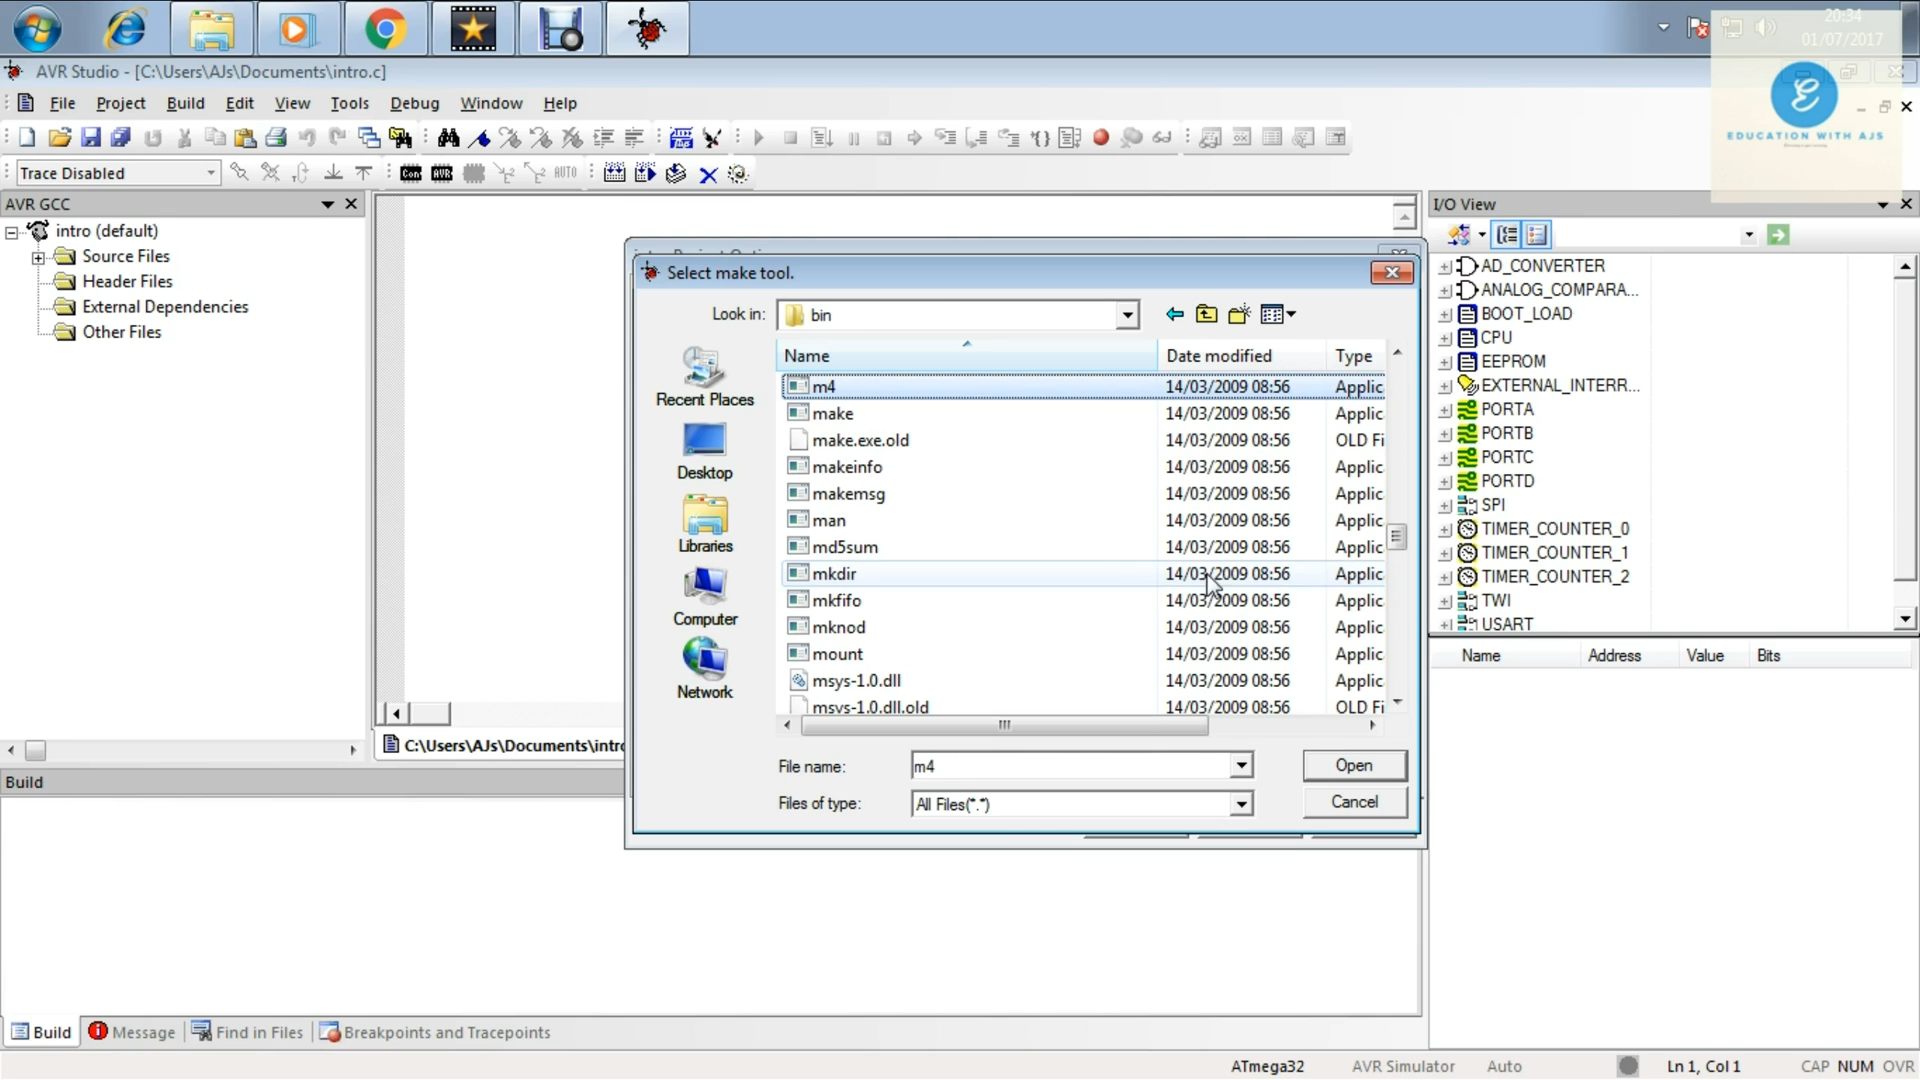 20:34
01/07/2017
AVR Studio - [C:\Users\AJs\Documents\intro.c]
File Project Build Edit View Tools Debug Window Help
EDUCATION WITH AJS
Trace Disabled
Con AVR AUTO
AVR GCC
I/O View
intro (default)
Source Files
Header Files
External Dependencies
Other Files
Select make tool.
Look in: bin
Name Date modified Type
m4 14/03/2009 08:56 Applic
make 14/03/2009 08:56 Applic
make.exe.old 14/03/2009 08:56 OLD Fi
makeinfo 14/03/2009 08:56 Applic
makemsg 14/03/2009 08:56 Applic
man 14/03/2009 08:56 Applic
md5sum 14/03/2009 08:56 Applic
mkdir 14/03/2009 08:56 Applic
mkfifo 14/03/2009 08:56 Applic
mknod 14/03/2009 08:56 Applic
mount 14/03/2009 08:56 Applic
msys-1.0.dll 14/03/2009 08:56 Applic
msys-1.0.dll.old 14/03/2009 08:56 OLD Fi
Recent Places
Desktop
Libraries
Computer
Network
File name: m4 Open
Files of type: All Files(*.*) Cancel
AD_CONVERTER
ANALOG_COMPARA...
BOOT_LOAD
CPU
EEPROM
EXTERNAL_INTERR...
PORTA
PORTB
PORTC
PORTD
SPI
TIMER_COUNTER_0
TIMER_COUNTER_1
TIMER_COUNTER_2
TWI
USART
Name Address Value Bits
C:\Users\AJs\Documents\intro
Build
Build Message Find in Files Breakpoints and Tracepoints
ATmega32 AVR Simulator Auto Ln 1, Col 1 CAP NUM OVR